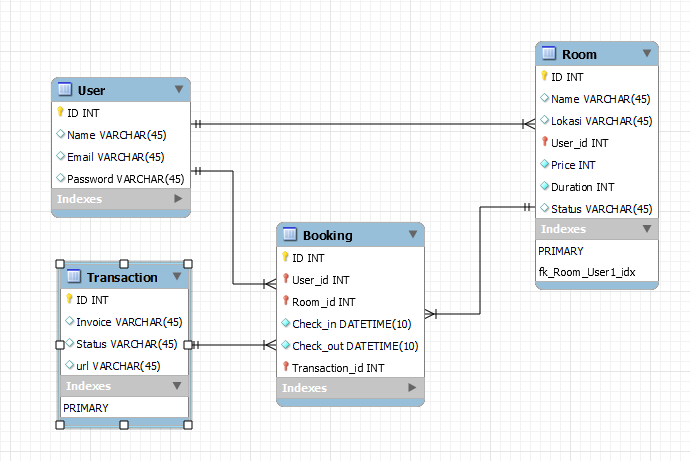 User
ID INT
Name VARCHAR(45)
Email VARCHAR(45)
Password VARCHAR(45)
Indexes
Room
ID INT
Name VARCHAR(45)
Lokasi VARCHAR(45)
User_id INT
Price INT
Duration INT
Status VARCHAR(45)
Indexes
PRIMARY
fk_Room_User1_idx
Booking
ID INT
User_id INT
Room_id INT
Check_in DATETIME(10)
Check_out DATETIME(10)
Transaction_id INT
Indexes
Transaction
ID INT
Invoice VARCHAR(45)
Status VARCHAR(45)
url VARCHAR(45)
Indexes
PRIMARY